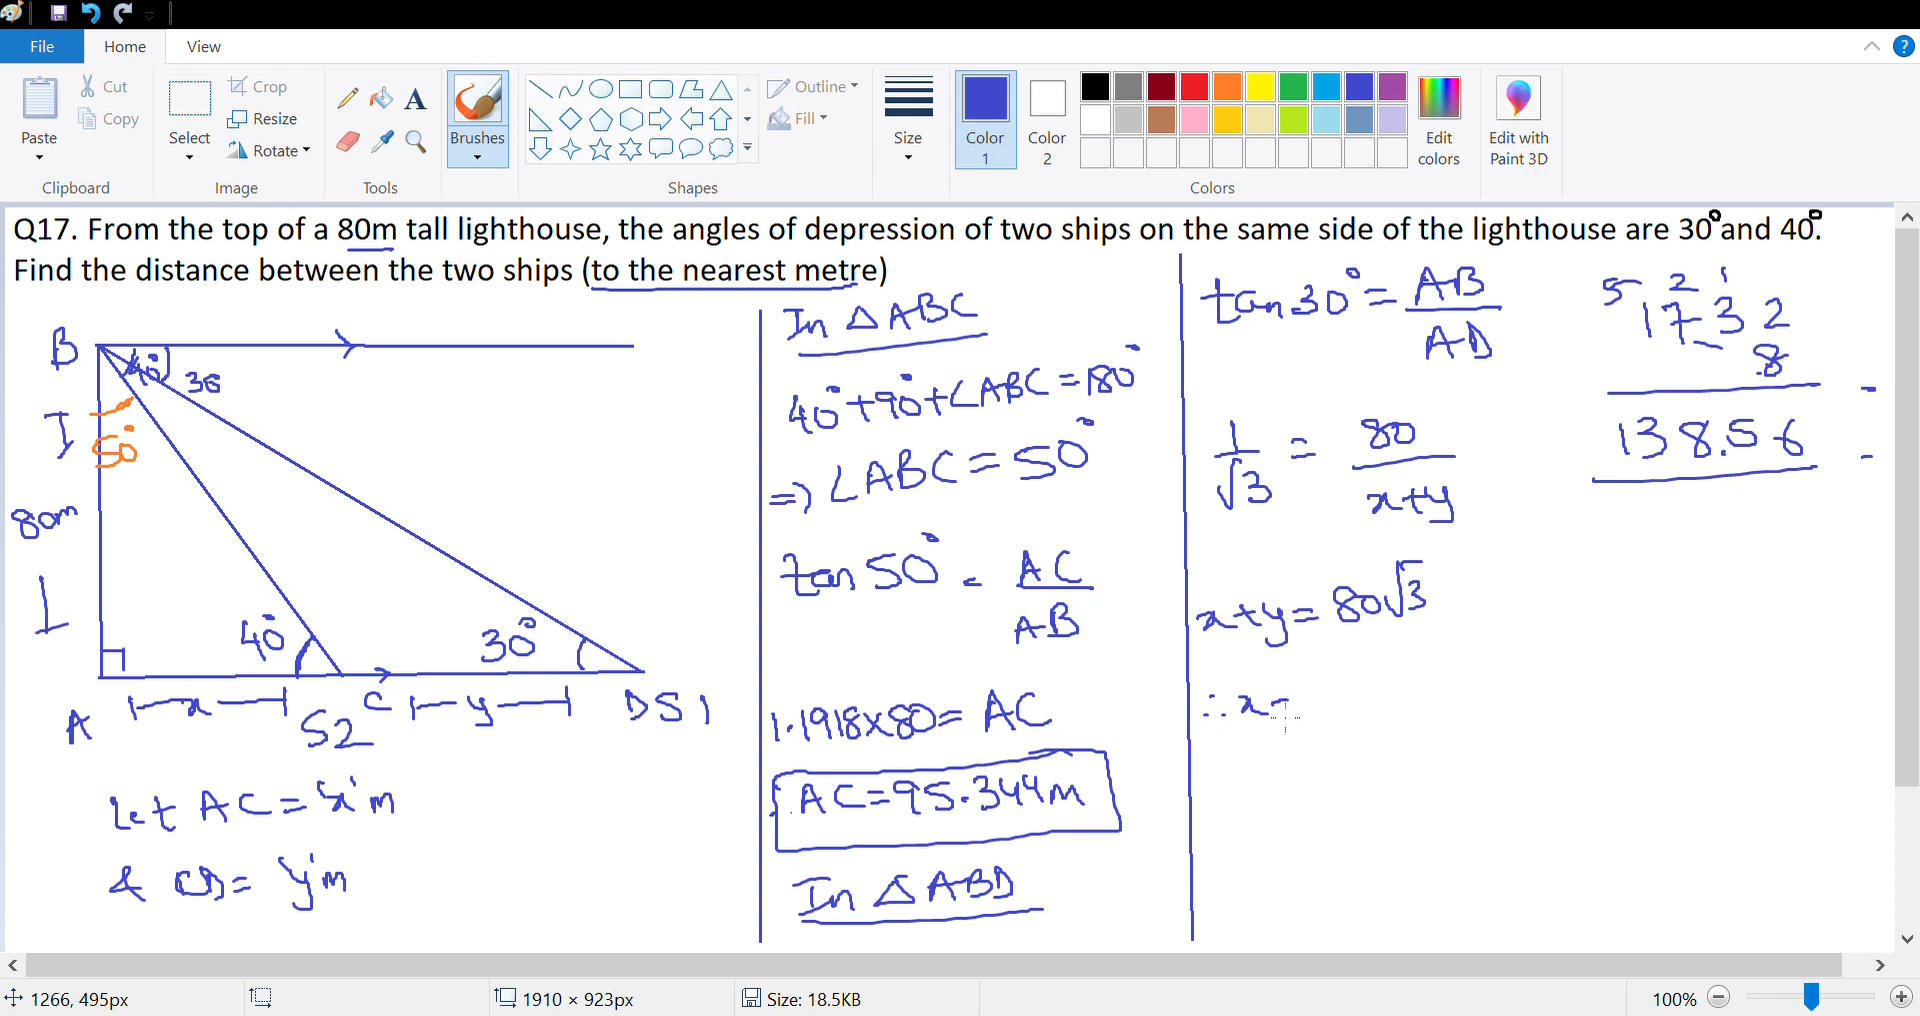 File Home View
Paste
Cut
Copy
Clipboard
Select
Crop
Resize
Rotate
Image
Tools
Brushes
Shapes
Outline
Fill
Size
Color 1
Color 2
Edit colors
Edit with Paint 3D
Colors
Q17. From the top of a 80m tall lighthouse, the angles of depression of two ships on the same side of the lighthouse are 30° and 40°.
Find the distance between the two ships (to the nearest metre)
B
40°
30
50°
80m
40°
30°
A
x
S2
C
y
D S1
Let AC = 'x' m
& CD = 'y' m
In △ABC
40° + 90° + ∠ABC = 180°
=> ∠ABC = 50°
tan 50° = AC / AB
1.1918 x 80 = AC
AC = 95.344m
In △ABD
tan 30° = AB / AD
1 / √3 = 80 / x+y
x+y = 80√3
∴ x
5 2 1
1732
.8
138.56
1266, 495px
1910 × 923px
Size: 18.5KB
100%